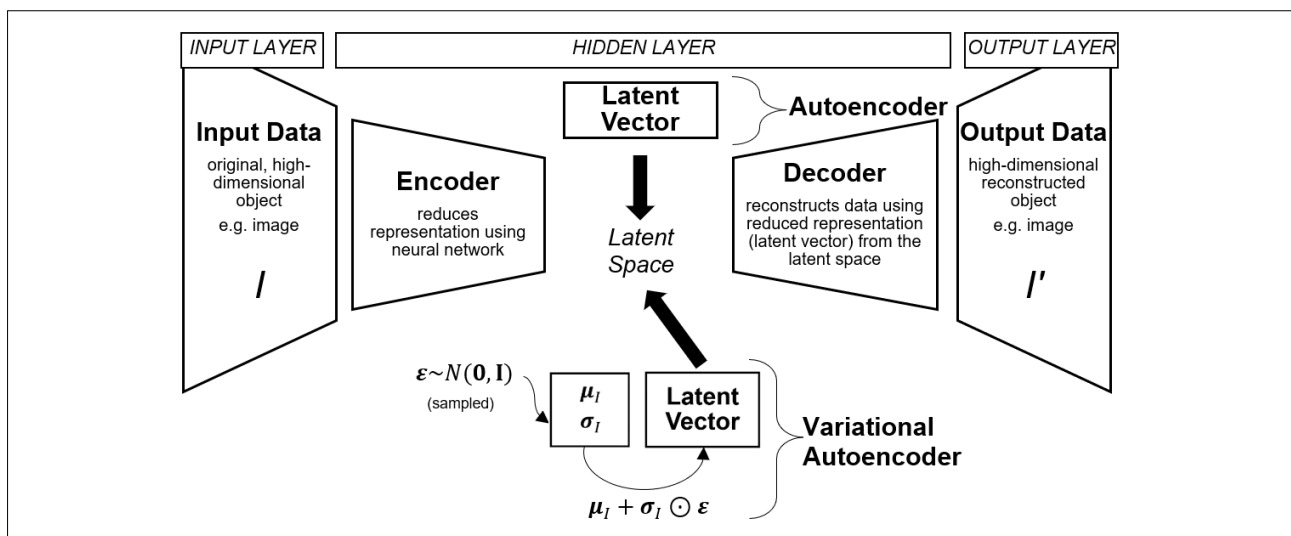 INPUT LAYER
HIDDEN LAYER
OUTPUT LAYER
Input Data
original, high-
dimensional
object
e.g. image
I
Encoder
reduces
representation using
neural network
Latent
Vector
Autoencoder
Latent
Space
Decoder
reconstructs data using
reduced representation
(latent vector) from the
latent space
Output Data
high-dimensional
reconstructed
object
e.g. image
I'
𝛆~N(𝟎, 𝐈)
(sampled)
𝛍_I
𝛔_I
Latent
Vector
𝛍_I + 𝛔_I ⊙ 𝛆
Variational
Autoencoder